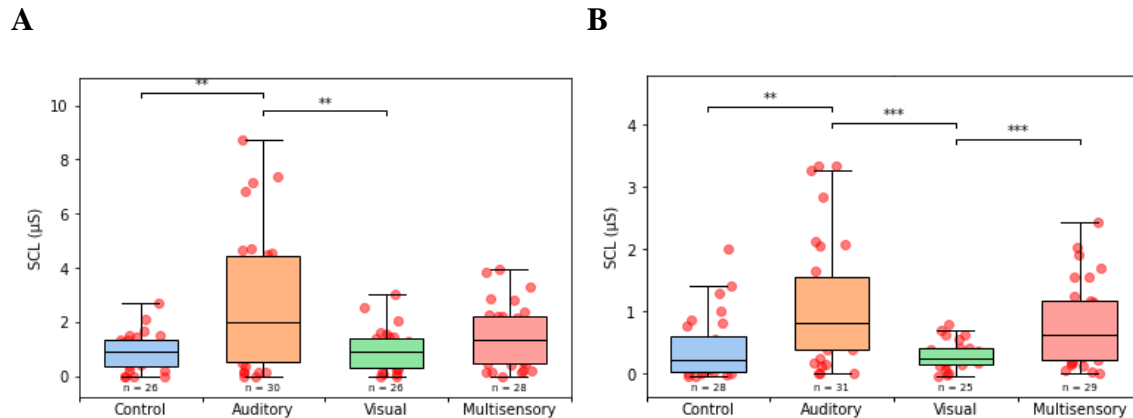 A
B
** **
10
8
6
4
2
0
SCL (µS)
n = 26 n = 30 n = 26 n = 28
Control Auditory Visual Multisensory
** *** ***
4
3
2
1
0
SCL (µS)
n = 28 n = 31 n = 25 n = 29
Control Auditory Visual Multisensory